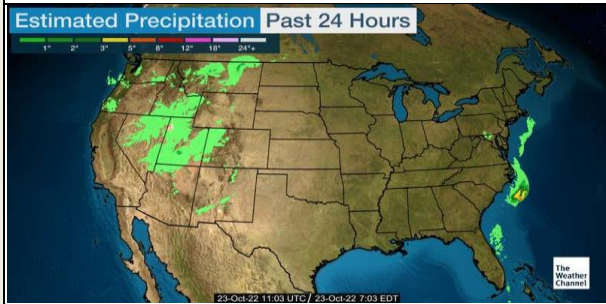 Estimated Precipitation Past 24 Hours
1" 2" 3" 5" 8" 12" 18" 24"+
The
Weather
Channel
23-Oct-22 11:03 UTC / 23-Oct-22 7:03 EDT